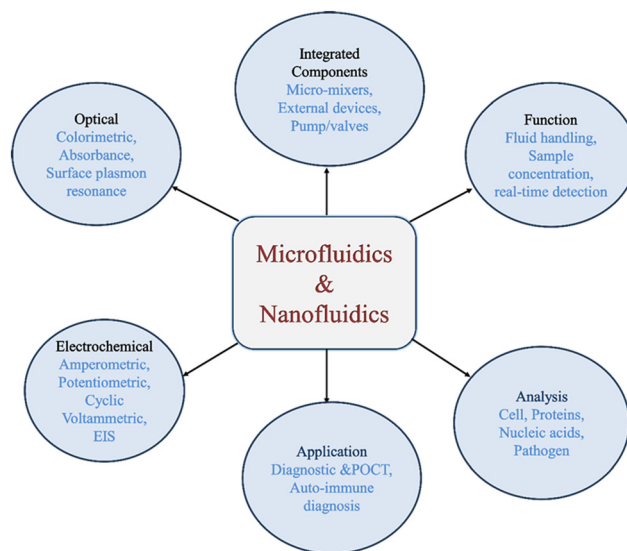 Integrated
Components
Micro-mixers,
External devices,
Pump/valves
Optical
Colorimetric,
Absorbance,
Surface plasmon
resonance
Function
Fluid handling,
Sample
concentration,
real-time detection
Microfluidics
&
Nanofluidics
Electrochemical
Amperometric,
Potentiometric,
Cyclic
Voltammetric,
EIS
Application
Diagnostic &POCT,
Auto-immune
diagnosis
Analysis
Cell, Proteins,
Nucleic acids,
Pathogen